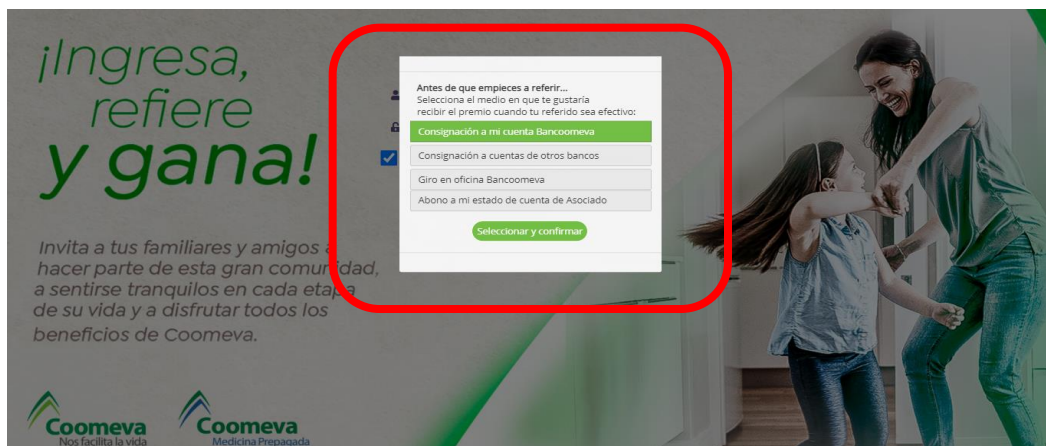 ¡Ingresa,
refiere
y gana!
Invita a tus familiares y amigos a
hacer parte de esta gran comunidad,
a sentirse tranquilos en cada etapa
de su vida y a disfrutar todos los
beneficios de Coomeva.
Coomeva
Nos facilita la vida
Coomeva
Medicina Prepagada
Antes de que empieces a referir...
Selecciona el medio en que te gustaría
recibir el premio cuando tu referido sea efectivo:
Consignación a mi cuenta Bancoomeva
Consignación a cuentas de otros bancos
Giro en oficina Bancoomeva
Abono a mi estado de cuenta de Asociado
Seleccionar y confirmar